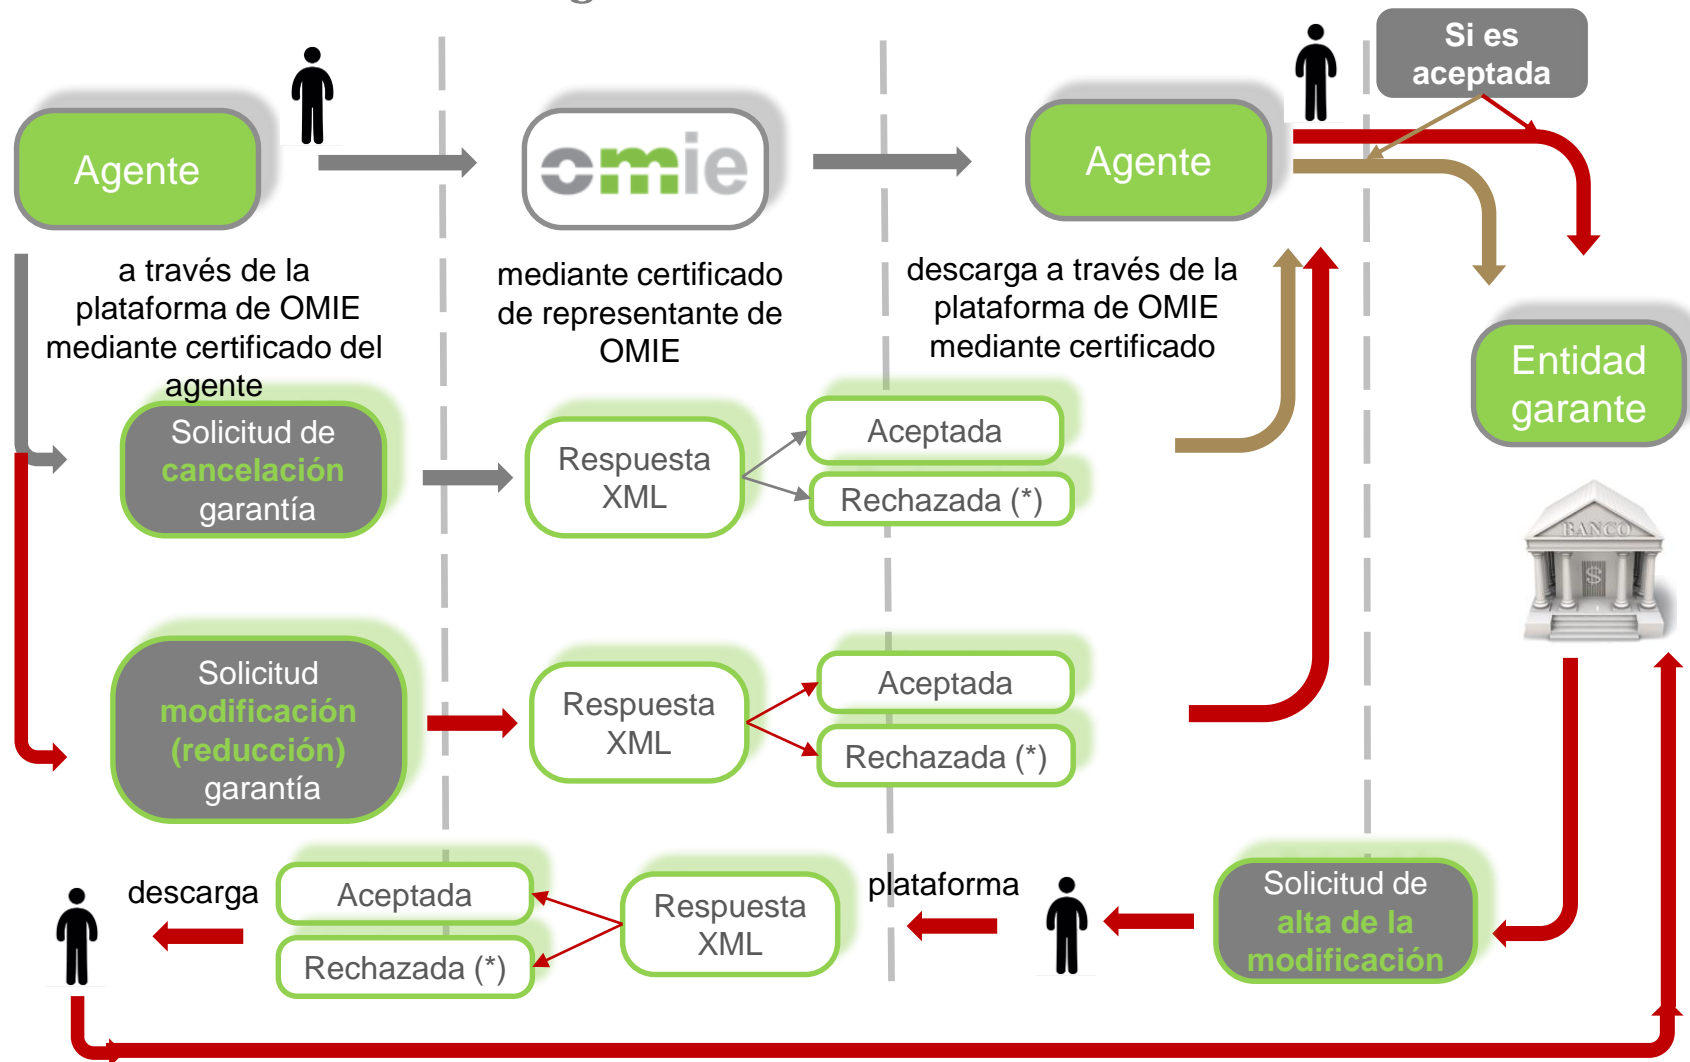 Si es
aceptada
Agente
omie
Agente
a través de la
plataforma de OMIE
mediante certificado del
agente
mediante certificado
de representante de
OMIE
descarga a través de la
plataforma de OMIE
mediante certificado
Entidad
garante
Solicitud de
cancelación
garantía
Respuesta
XML
Aceptada
Rechazada (*)
BANCO
$
Solicitud
modificación
(reducción)
garantía
Respuesta
XML
Aceptada
Rechazada (*)
descarga
Aceptada
Rechazada (*)
Respuesta
XML
plataforma
Solicitud de
alta de la
modificación